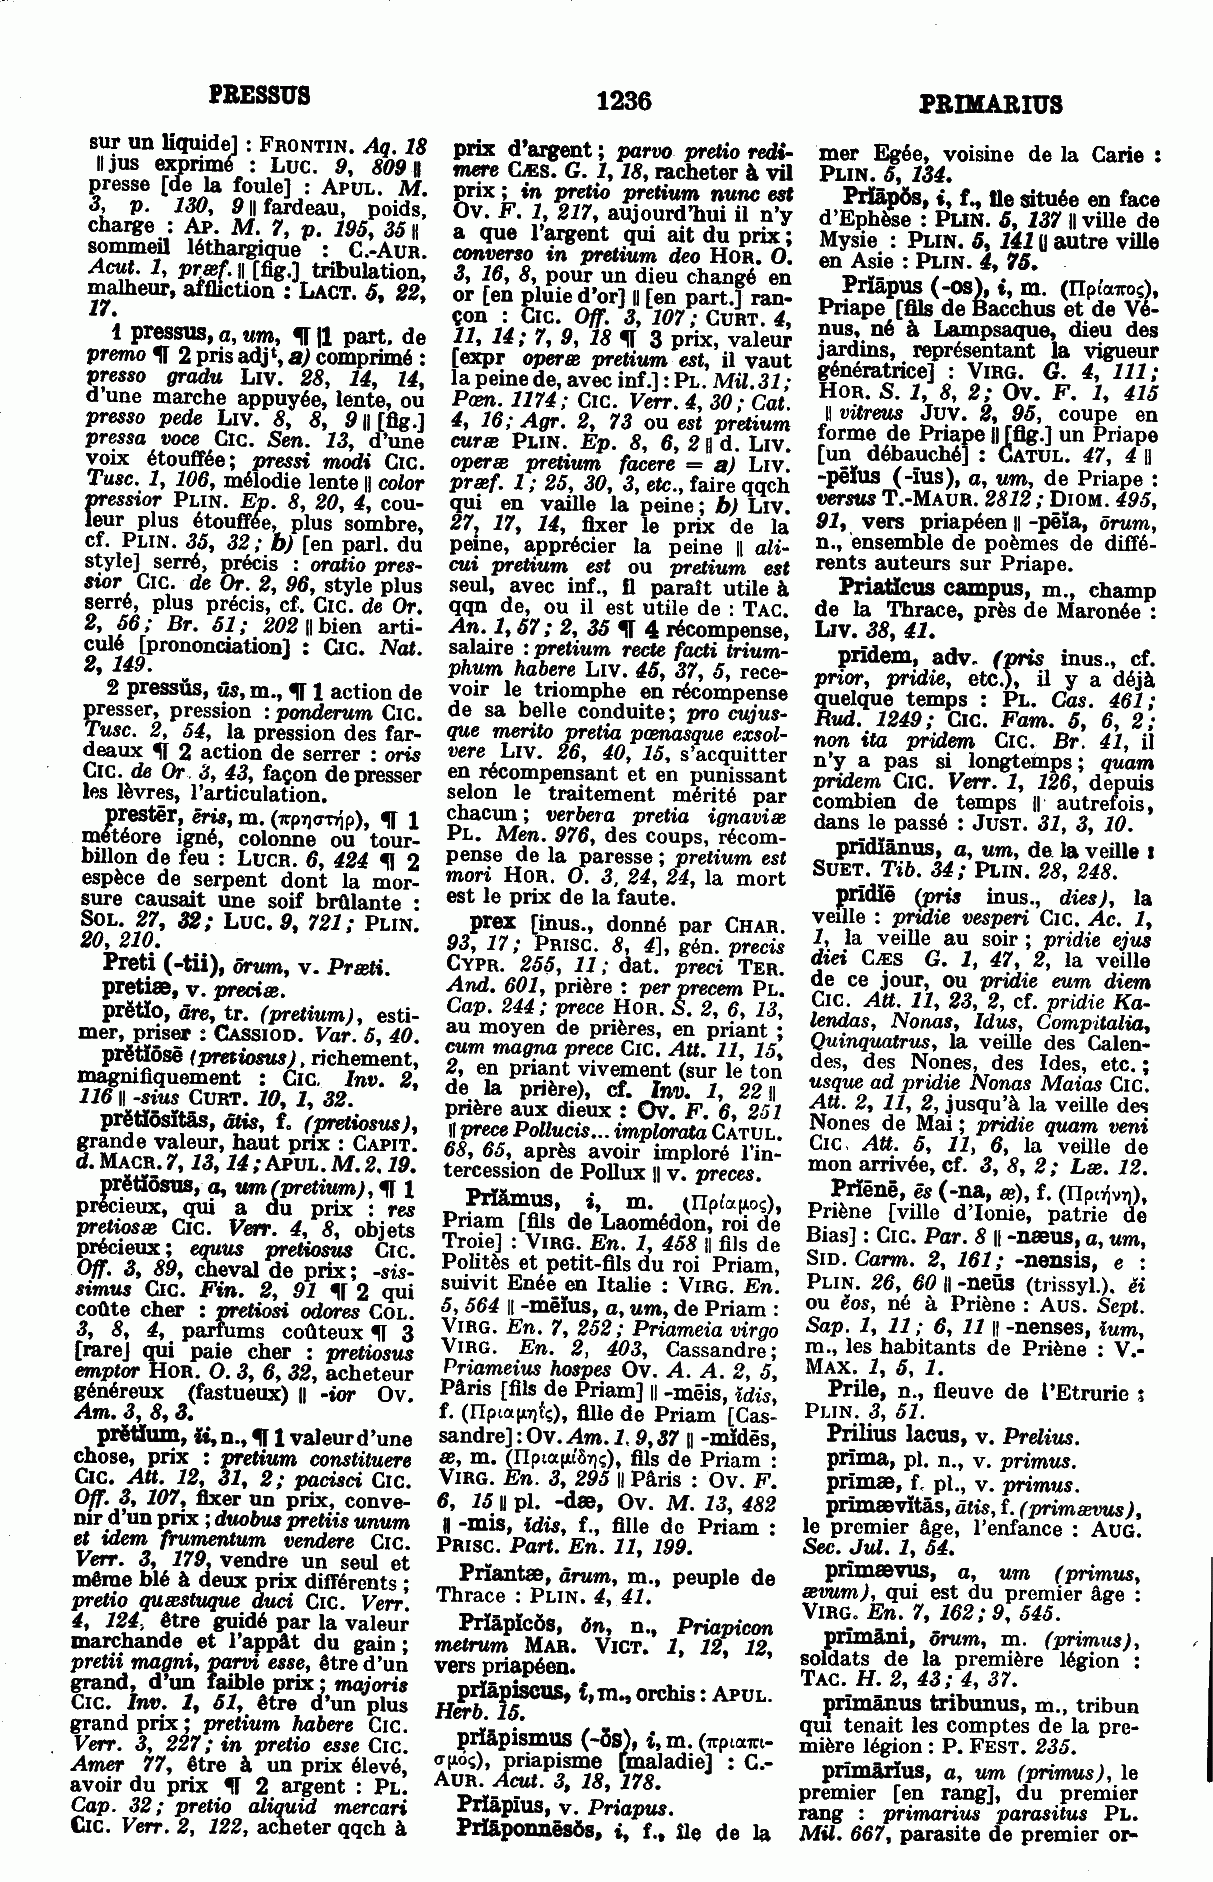 PRESSUS
1236
PRIMARIUS
sur un liquide] : FRONTIN. Aq. 18
|| jus exprimé : LUC. 9, 809 ||
presse [de la foule] : APUL. M.
3, p. 130, 9 || fardeau, poids,
charge : AP. M. 7, p. 195, 35 ||
sommeil léthargique : C.-AUR.
Acut. 1, præf. || [fig.] tribulation,
malheur, affliction : LACT. 5, 22,
17.
1 pressus, a, um, ¶ |1 part. de
premo ¶ 2 pris adjᵗ, a) comprimé :
presso gradu LIV. 28, 14, 14,
d'une marche appuyée, lente, ou
presso pede LIV. 8, 8, 9 || [fig.]
pressa voce CIC. Sen. 13, d'une
voix étouffée ; pressi modi CIC.
Tusc. 1, 106, mélodie lente || color
pressior PLIN. Ep. 8, 20, 4, cou-
leur plus étouffée, plus sombre,
cf. PLIN. 35, 32 ; b) [en parl. du
style] serré, précis : oratio pres-
sior CIC. de Or. 2, 96, style plus
serré, plus précis, cf. CIC. de Or.
2, 56 ; Br. 51 ; 202 || bien arti-
culé [prononciation] : CIC. Nat.
2, 149.
2 pressŭs, ūs, m., ¶ 1 action de
presser, pression : ponderum CIC.
Tusc. 2, 54, la pression des far-
deaux ¶ 2 action de serrer : oris
CIC. de Or. 3, 43, façon de presser
les lèvres, l'articulation.
prestēr, ēris, m. (πρηστήρ), ¶ 1
météore igné, colonne ou tour-
billon de feu : LUCR. 6, 424 ¶ 2
espèce de serpent dont la mor-
sure causait une soif brûlante :
SOL. 27, 32 ; LUC. 9, 721 ; PLIN.
20, 210.
Preti (-tii), ōrum, v. Præti.
pretiæ, v. preciæ.
prĕtĭo, āre, tr. (pretium), esti-
mer, priser : CASSIOD. Var. 5, 40.
prĕtĭōsē (pretiosus), richement,
magnifiquement : CIC. Inv. 2,
116 || -sius CURT. 10, 1, 32.
prĕtĭōsĭtās, ātis, f. (pretiosus),
grande valeur, haut prix : CAPIT.
d. MACR. 7, 13, 14 ; APUL. M. 2. 19.
prĕtĭōsus, a, um (pretium), ¶ 1
précieux, qui a du prix : res
pretiosæ CIC. Verr. 4, 8, objets
précieux ; equus pretiosus CIC.
Off. 3, 89, cheval de prix ; -sis-
simus CIC. Fin. 2, 91 ¶ 2 qui
coûte cher : pretiosi odores COL.
3, 8, 4, parfums coûteux ¶ 3
[rare] qui paie cher : pretiosus
emptor HOR. O. 3, 6, 32, acheteur
généreux (fastueux) || -ior OV.
Am. 3, 8, 3.
prĕtĭum, ĭi, n., ¶ 1 valeur d'une
chose, prix : pretium constituere
CIC. Att. 12, 31, 2 ; pacisci CIC.
Off. 3, 107, fixer un prix, conve-
nir d'un prix ; duobus pretiis unum
et idem frumentum vendere CIC.
Verr. 3, 179, vendre un seul et
même blé à deux prix différents ;
pretio quæstuque duci CIC. Verr.
4, 124, être guidé par la valeur
marchande et l'appât du gain ;
pretii magni, parvi esse, être d'un
grand, d'un faible prix ; majoris
CIC. Inv. 1, 51, être d'un plus
grand prix ; pretium habere CIC.
Verr. 3, 227 ; in pretio esse CIC.
Amer 77, être à un prix élevé,
avoir du prix ¶ 2 argent : PL.
Cap. 32 ; pretio aliquid mercari
CIC. Verr. 2, 122, acheter qqch à
prix d'argent ; parvo pretio redi-
mere CÆS. G. 1, 18, racheter à vil
prix ; in pretio pretium nunc est
OV. F. 1, 217, aujourd'hui il n'y
a que l'argent qui ait du prix ;
converso in pretium deo HOR. O.
3, 16, 8, pour un dieu changé en
or [en pluie d'or] || [en part.] ran-
çon : CIC. Off. 3, 107 ; CURT. 4,
11, 14 ; 7, 9, 18 ¶ 3 prix, valeur
[expr operæ pretium est, il vaut
la peine de, avec inf.] : PL. Mil. 31 ;
Pœn. 1174 ; CIC. Verr. 4, 30 ; Cat.
4, 16 ; Agr. 2, 73 ou est pretium
curæ PLIN. Ep. 8, 6, 2 || d. LIV.
operæ pretium facere = a) LIV.
præf. 1 ; 25, 30, 3, etc., faire qqch
qui en vaille la peine ; b) LIV.
27, 17, 14, fixer le prix de la
peine, apprécier la peine || ali-
cui pretium est ou pretium est
seul, avec inf., il paraît utile à
qqn de, ou il est utile de : TAC.
An. 1, 57 ; 2, 35 ¶ 4 récompense,
salaire : pretium recte facti trium-
phum habere LIV. 45, 37, 5, rece-
voir le triomphe en récompense
de sa belle conduite ; pro cujus-
que merito pretia pœnasque exsol-
vere LIV. 26, 40, 15, s'acquitter
en récompensant et en punissant
selon le traitement mérité par
chacun ; verbera pretia ignaviæ
PL. Men. 976, des coups, récom-
pense de la paresse ; pretium est
mori HOR. O. 3, 24, 24, la mort
est le prix de la faute.
prex [inus., donné par CHAR.
93, 17 ; PRISC. 8, 4], gén. precis
CYPR. 255, 11 ; dat. preci TER.
And. 601, prière : per precem PL.
Cap. 244 ; prece HOR. S. 2, 6, 13,
au moyen de prières, en priant ;
cum magna prece CIC. Att. 11, 15,
2, en priant vivement (sur le ton
de la prière), cf. Inv. 1, 22 ||
prière aux dieux : OV. F. 6, 251
|| prece Pollucis... implorata CATUL.
68, 65, après avoir imploré l'in-
tercession de Pollux || v. preces.
Prĭămus, i, m. (Πρίαμος),
Priam [fils de Laomédon, roi de
Troie] : VIRG. En. 1, 458 || fils de
Politès et petit-fils du roi Priam,
suivit Enée en Italie : VIRG. En.
5, 564 || -mēĭus, a, um, de Priam :
VIRG. En. 7, 252 ; Priameia virgo
VIRG. En. 2, 403, Cassandre ;
Priameius hospes OV. A. A. 2, 5,
Pâris [fils de Priam] || -mēis, ĭdis,
f. (Πριαμηΐς), fille de Priam [Cas-
sandre] : OV. Am. 1, 9, 37 || -mĭdēs,
æ, m. (Πριαμίδης), fils de Priam :
VIRG. En. 3, 295 || Pâris : OV. F.
6, 15 || pl. -dæ, OV. M. 13, 482
|| -mis, ĭdis, f., fille de Priam :
PRISC. Part. En. 11, 199.
Prĭantæ, ārum, m., peuple de
Thrace : PLIN. 4, 41.
Prĭāpĭcŏs, ŏn, n., Priapicon
metrum MAR. VICT. 1, 12, 12,
vers priapéen.
prĭāpiscus, i, m., orchis : APUL.
Herb. 15.
prĭāpismus (-ŏs), i, m. (πριαπι-
σμός), priapisme [maladie] : C.-
AUR. Acut. 3, 18, 178.
Prĭāpĭus, v. Priapus.
Prĭāponnēsŏs, i, f., île de la
mer Egée, voisine de la Carie :
PLIN. 5, 134.
Prĭāpŏs, i, f., île située en face
d'Ephèse : PLIN. 5, 137 || ville de
Mysie : PLIN. 5, 141 || autre ville
en Asie : PLIN. 4, 75.
Prĭāpus (-os), i, m. (Πρίαπος),
Priape [fils de Bacchus et de Vé-
nus, né à Lampsaque, dieu des
jardins, représentant la vigueur
génératrice] : VIRG. G. 4, 111 ;
HOR. S. 1, 8, 2 ; OV. F. 1, 415
|| vitreus JUV. 2, 95, coupe en
forme de Priape || [fig.] un Priape
[un débauché] : CATUL. 47, 4 ||
-pēĭus (-īus), a, um, de Priape :
versus T.-MAUR. 2812 ; DIOM. 495,
91, vers priapéen || -pēĭa, ōrum,
n., ensemble de poèmes de diffé-
rents auteurs sur Priape.
Priatĭcus campus, m., champ
de la Thrace, près de Maronée :
LIV. 38, 41.
prīdem, adv. (pris inus., cf.
prior, pridie, etc.), il y a déjà
quelque temps : PL. Cas. 461 ;
Rud. 1249 ; CIC. Fam. 5, 6, 2 ;
non ita pridem CIC. Br. 41, il
n'y a pas si longtemps ; quam
pridem CIC. Verr. 1, 126, depuis
combien de temps || autrefois,
dans le passé : JUST. 31, 3, 10.
prīdĭānus, a, um, de la veille :
SUET. Tib. 34 ; PLIN. 28, 248.
prīdĭē (pris inus., dies), la
veille : pridie vesperi CIC. Ac. 1,
1, la veille au soir ; pridie ejus
diei CÆS G. 1, 47, 2, la veille
de ce jour, ou pridie eum diem
CIC. Att. 11, 23, 2, cf. pridie Ka-
lendas, Nonas, Idus, Compitalia,
Quinquatrus, la veille des Calen-
des, des Nones, des Ides, etc. ;
usque ad pridie Nonas Maias CIC.
Att. 2, 11, 2, jusqu'à la veille des
Nones de Mai ; pridie quam veni
CIC. Att. 5, 11, 6, la veille de
mon arrivée, cf. 3, 8, 2 ; Læ. 12.
Prĭēnē, ēs (-na, æ), f. (Πριήνη),
Priène [ville d'Ionie, patrie de
Bias] : CIC. Par. 8 || -næus, a, um,
SID. Carm. 2, 161 ; -nensis, e :
PLIN. 26, 60 || -neūs (trissyl.), ĕi
ou ĕos, né à Priène : AUS. Sept.
Sap. 1, 11 ; 6, 11 || -nenses, ĭum,
m., les habitants de Priène : V.-
MAX. 1, 5, 1.
Prile, n., fleuve de l'Etrurie :
PLIN. 3, 51.
Prilius lacus, v. Prelius.
prīma, pl. n., v. primus.
prīmæ, f. pl., v. primus.
prīmævĭtās, ātis, f. (primævus),
le premier âge, l'enfance : AUG.
Sec. Jul. 1, 54.
prīmævus, a, um (primus,
ævum), qui est du premier âge :
VIRG. En. 7, 162 ; 9, 545.
prīmāni, ōrum, m. (primus),
soldats de la première légion :
TAC. H. 2, 43 ; 4, 37.
prīmānus tribunus, m., tribun
qui tenait les comptes de la pre-
mière légion : P. FEST. 235.
prīmārĭus, a, um (primus), le
premier [en rang], du premier
rang : primarius parasitus PL.
Mil. 667, parasite de premier or-